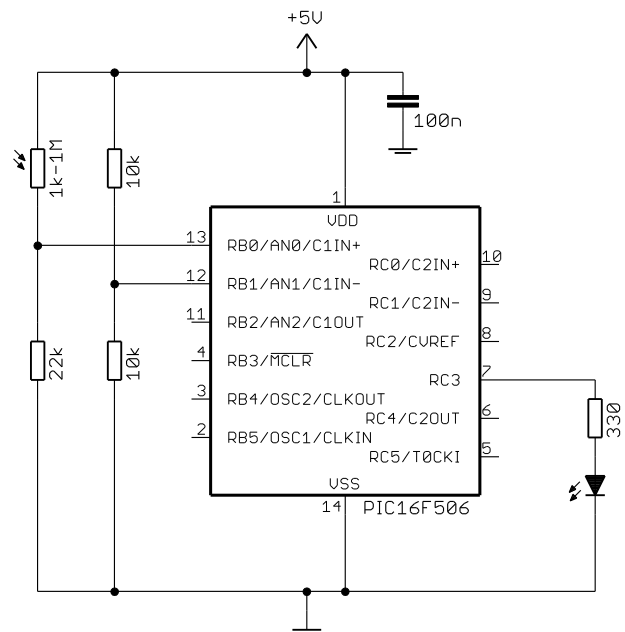 +5V
100n
1k-1M
10k
1
VDD
13
RB0/AN0/C1IN+
RC0/C2IN+
10
12
RB1/AN1/C1IN-
RC1/C2IN-
9
11
RB2/AN2/C1OUT
RC2/CVREF
8
22k
10k
4
RB3/MCLR
RC3
7
3
RB4/OSC2/CLKOUT
RC4/C2OUT
6
330
2
RB5/OSC1/CLKIN
RC5/T0CKI
5
VSS
14
PIC16F506